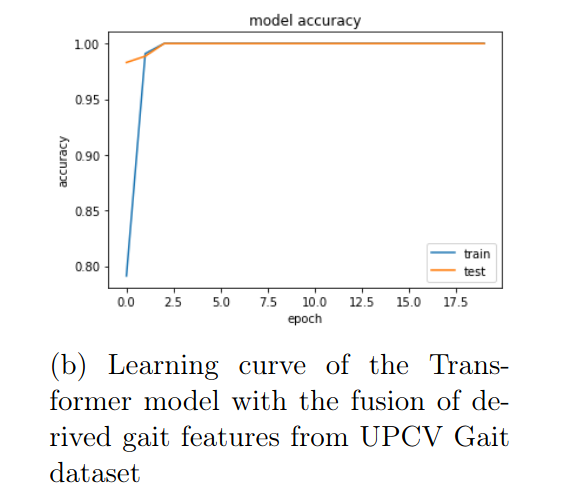 model accuracy
1.00
0.95
0.90
0.85
0.80
accuracy
train
test
0.0 2.5 5.0 7.5 10.0 12.5 15.0 17.5
epoch
(b) Learning curve of the Trans-
former model with the fusion of de-
rived gait features from UPCV Gait
dataset